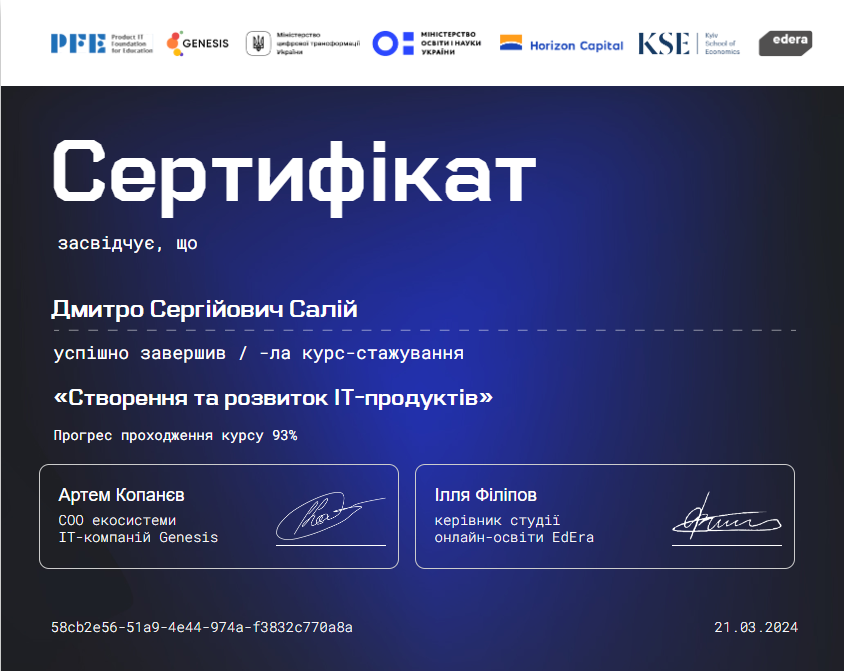 PFE Product IT Foundation for Education
GENESIS
Міністерство цифрової трансформації України
МІНІСТЕРСТВО ОСВІТИ І НАУКИ УКРАЇНИ
Horizon Capital
KSE Kyiv School of Economics
edera
Сертифікат
засвідчує, що
Дмитро Сергійович Салій
успішно завершив / -ла курс-стажування
«Створення та розвиток ІТ-продуктів»
Прогрес проходження курсу 93%
Артем Копанєв
COO екосистеми
ІТ-компаній Genesis
Ілля Філіпов
керівник студії
онлайн-освіти EdEra
58cb2e56-51a9-4e44-974a-f3832c770a8a
21.03.2024